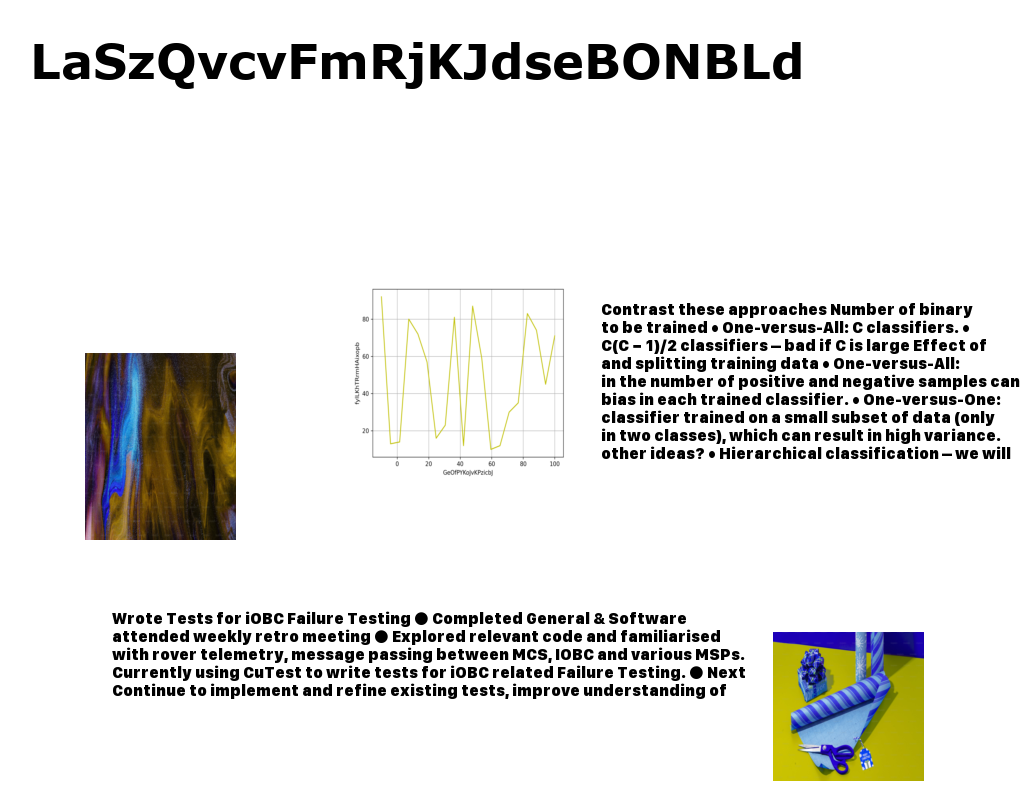 LaSzQvcvFmRjKJdseBONBLd
80
60
40
20
0 20 40 60 80 100
GeDfPYKoJvKPzicbJ
Contrast these approaches Number of binary
to be trained • One-versus-All: C classifiers. •
C(C − 1)/2 classifiers – bad if C is large Effect of
and splitting training data • One-versus-All:
in the number of positive and negative samples can
bias in each trained classifier. • One-versus-One:
classifier trained on a small subset of data (only
in two classes), which can result in high variance.
other ideas? • Hierarchical classification – we will
Wrote Tests for iOBC Failure Testing ● Completed General & Software
attended weekly retro meeting ● Explored relevant code and familiarised
with rover telemetry, message passing between MCS, IOBC and various MSPs.
Currently using CuTest to write tests for iOBC related Failure Testing. ● Next
Continue to implement and refine existing tests, improve understanding of